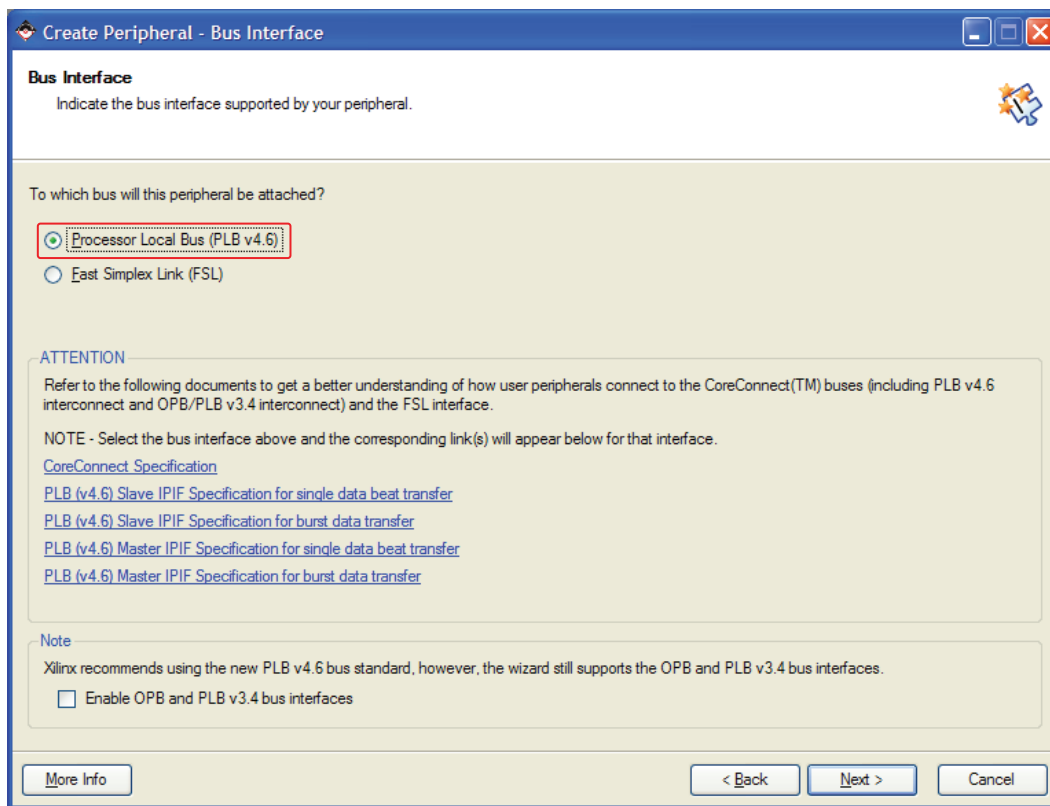 Create Peripheral - Bus Interface
Bus Interface
Indicate the bus interface supported by your peripheral.
To which bus will this peripheral be attached?
Processor Local Bus (PLB v4.6)
Fast Simplex Link (FSL)
ATTENTION
Refer to the following documents to get a better understanding of how user peripherals connect to the CoreConnect(TM) buses (including PLB v4.6
interconnect and OPB/PLB v3.4 interconnect) and the FSL interface.
NOTE - Select the bus interface above and the corresponding link(s) will appear below for that interface.
CoreConnect Specification
PLB (v4.6) Slave IPIF Specification for single data beat transfer
PLB (v4.6) Slave IPIF Specification for burst data transfer
PLB (v4.6) Master IPIF Specification for single data beat transfer
PLB (v4.6) Master IPIF Specification for burst data transfer
Note
Xilinx recommends using the new PLB v4.6 bus standard, however, the wizard still supports the OPB and PLB v3.4 bus interfaces.
Enable OPB and PLB v3.4 bus interfaces
More Info
< Back
Next >
Cancel